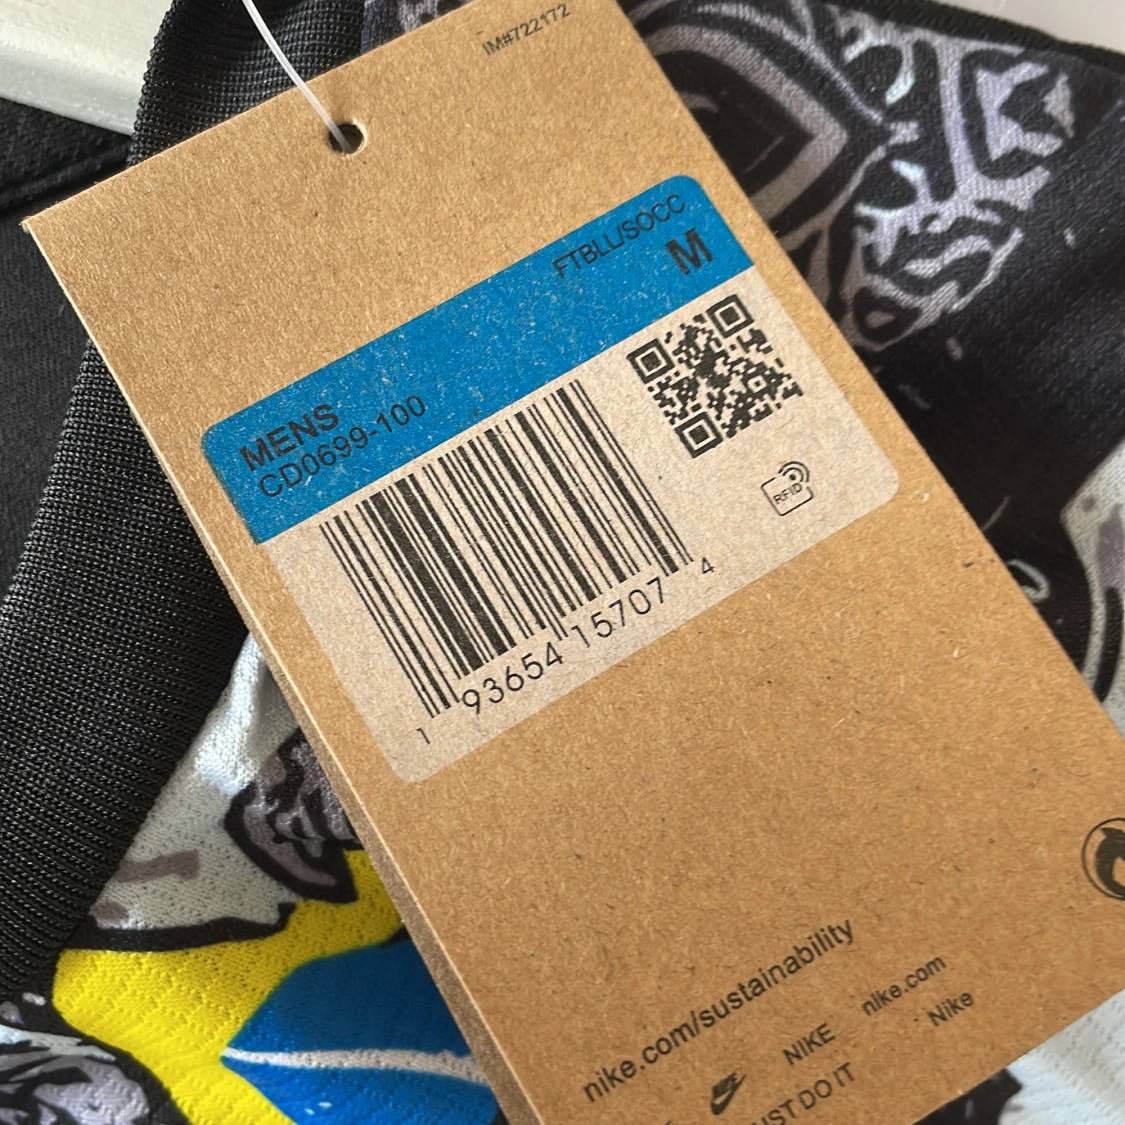 IM#722172
FTBLL/SOCC
M
MENS
CD0699-100
RFID
1 93654 15707 4
nike.com/sustainability
nike.com
NIKE
Nike
UST DO IT